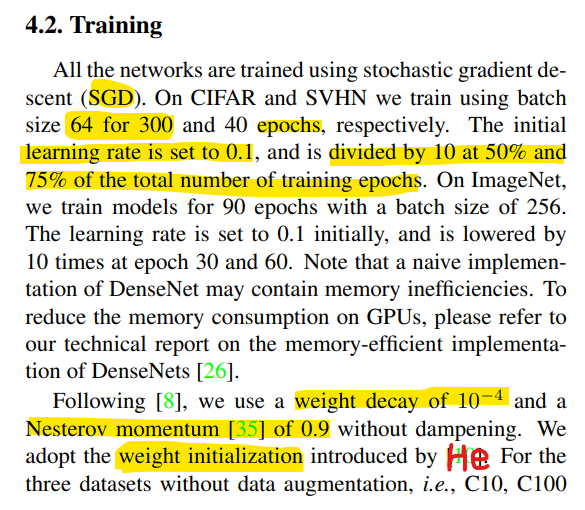 4.2. Training
All the networks are trained using stochastic gradient de-
scent (SGD). On CIFAR and SVHN we train using batch
size 64 for 300 and 40 epochs, respectively. The initial
learning rate is set to 0.1, and is divided by 10 at 50% and
75% of the total number of training epochs. On ImageNet,
we train models for 90 epochs with a batch size of 256.
The learning rate is set to 0.1 initially, and is lowered by
10 times at epoch 30 and 60. Note that a naive implemen-
tation of DenseNet may contain memory inefficiencies. To
reduce the memory consumption on GPUs, please refer to
our technical report on the memory-efficient implementa-
tion of DenseNets [26].
Following [8], we use a weight decay of 10⁻⁴ and a
Nesterov momentum [35] of 0.9 without dampening. We
adopt the weight initialization introduced by He For the
three datasets without data augmentation, i.e., C10, C100